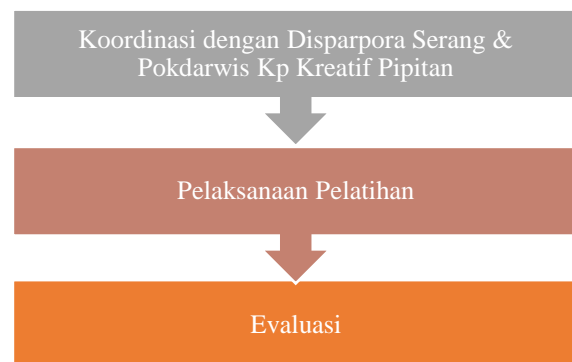 Koordinasi dengan Disparpora Serang &
Pokdarwis Kp Kreatif Pipitan
Pelaksanaan Pelatihan
Evaluasi